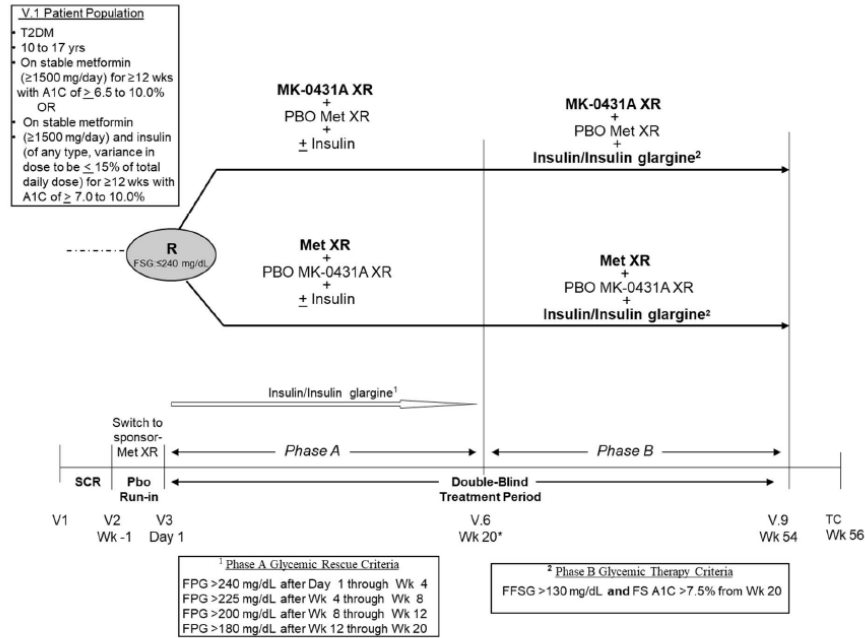 V.1 Patient Population
• T2DM
• 10 to 17 yrs
• On stable metformin
(≥1500 mg/day) for ≥12 wks
with A1C of ≥ 6.5 to 10.0%
OR
• On stable metformin
(≥1500 mg/day) and insulin
(of any type, variance in
dose to be ≤ 15% of total
daily dose) for ≥12 wks with
A1C of ≥ 7.0 to 10.0%
MK-0431A XR
+
PBO Met XR
+
± Insulin
MK-0431A XR
+
PBO Met XR
+
Insulin/Insulin glargine²
R
FSG:≤240 mg/dL
Met XR
+
PBO MK-0431A XR
+
± Insulin
Met XR
+
PBO MK-0431A XR
+
Insulin/Insulin glargine²
Insulin/Insulin glargine¹
Switch to
sponsor-
Met XR
Phase A
Phase B
SCR
Pbo
Run-in
Double-Blind
Treatment Period
V1
V2
Wk -1
V3
Day 1
V.6
Wk 20*
V.9
Wk 54
TC
Wk 56
¹ Phase A Glycemic Rescue Criteria
FPG >240 mg/dL after Day 1 through Wk 4
FPG >225 mg/dL after Wk 4 through Wk 8
FPG >200 mg/dL after Wk 8 through Wk 12
FPG >180 mg/dL after Wk 12 through Wk 20
² Phase B Glycemic Therapy Criteria
FFSG >130 mg/dL and FS A1C >7.5% from Wk 20